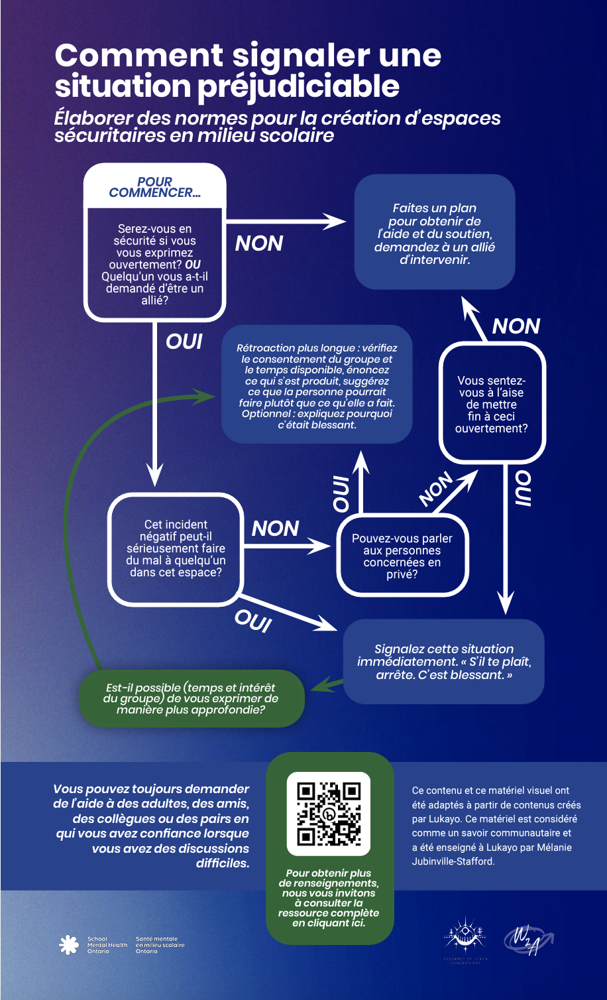 Comment signaler une
situation préjudiciable
Élaborer des normes pour la création d'espaces
sécuritaires en milieu scolaire
POUR
COMMENCER...
Serez-vous en
sécurité si vous
vous exprimez
ouvertement? OU
Quelqu'un vous a-t-il
demandé d'être un
allié?
NON
Faites un plan
pour obtenir de
l'aide et du soutien,
demandez à un allié
d'intervenir.
OUI
Rétroaction plus longue : vérifiez
le consentement du groupe et
le temps disponible, énoncez
ce qui s'est produit, suggérez
ce que la personne pourrait
faire plutôt que ce qu'elle a fait.
Optionnel : expliquez pourquoi
c'était blessant.
NON
Vous sentez-
vous à l'aise
de mettre
fin à ceci
ouvertement?
OUI
NON
OUI
Cet incident
négatif peut-il
sérieusement faire
du mal à quelqu'un
dans cet espace?
NON
Pouvez-vous parler
aux personnes
concernées en
privé?
OUI
Signalez cette situation
immédiatement. « S'il te plaît,
arrête. C'est blessant. »
Est-il possible (temps et intérêt
du groupe) de vous exprimer de
manière plus approfondie?
Vous pouvez toujours demander
de l'aide à des adultes, des amis,
des collègues ou des pairs en
qui vous avez confiance lorsque
vous avez des discussions
difficiles.
Pour obtenir plus
de renseignements,
nous vous invitons
à consulter la
ressource complète
en cliquant ici.
Ce contenu et ce matériel visuel ont
été adaptés à partir de contenus créés
par Lukayo. Ce matériel est considéré
comme un savoir communautaire et
a été enseigné à Lukayo par Mélanie
Jubinville-Stafford.
School
Mental Health
Ontario
Santé mentale
en milieu scolaire
Ontario
ASSEMBLY OF SEVEN
GENERATIONS
W2A